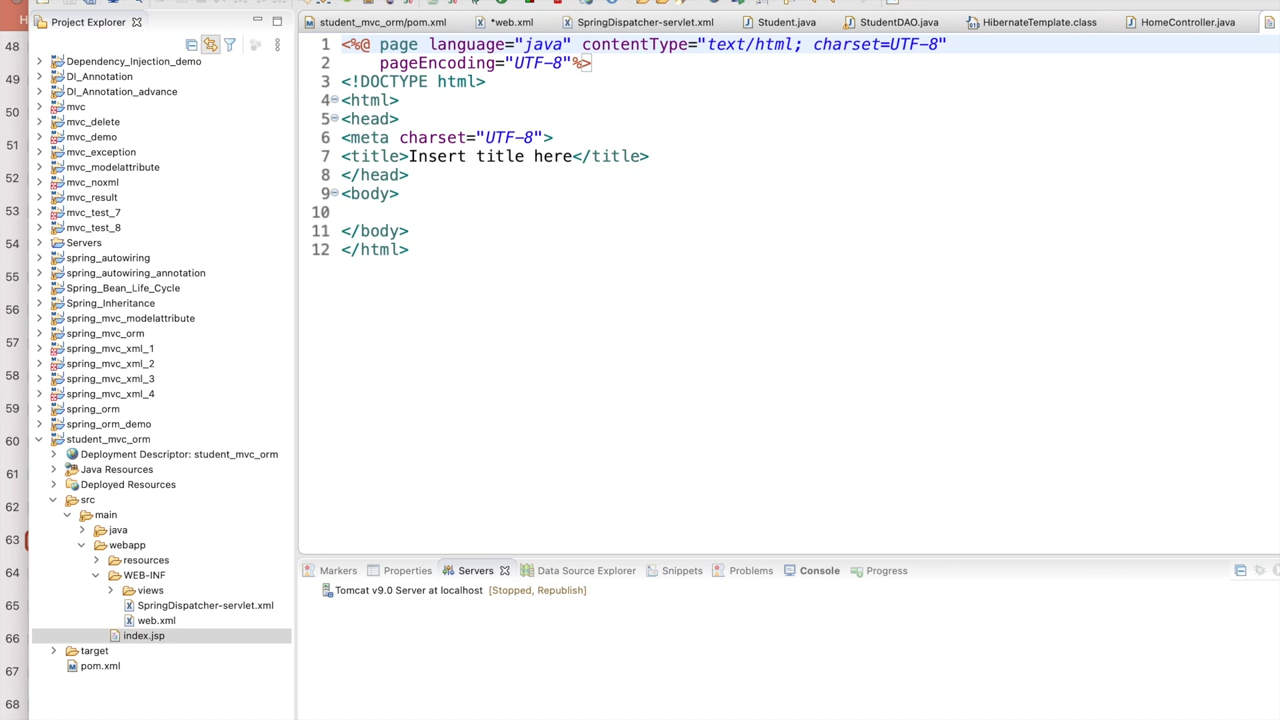 H
48
49
50
51
52
53
54
55
56
57
58
59
60
61
62
63
64
65
66
67
68
Project Explorer
Dependency_Injection_demo
DI_Annotation
DI_Annotation_advance
mvc
mvc_delete
mvc_demo
mvc_exception
mvc_modelattribute
mvc_noxml
mvc_result
mvc_test_7
mvc_test_8
Servers
spring_autowiring
spring_autowiring_annotation
Spring_Bean_Life_Cycle
Spring_Inheritance
spring_mvc_modelattribute
spring_mvc_orm
spring_mvc_xml_1
spring_mvc_xml_2
spring_mvc_xml_3
spring_mvc_xml_4
spring_orm
spring_orm_demo
student_mvc_orm
Deployment Descriptor: student_mvc_orm
Java Resources
Deployed Resources
src
main
java
webapp
resources
WEB-INF
views
SpringDispatcher-servlet.xml
web.xml
index.jsp
target
pom.xml
student_mvc_orm/pom.xml *web.xml SpringDispatcher-servlet.xml Student.java StudentDAO.java HibernateTemplate.class HomeController.java
1 <%@ page language="java" contentType="text/html; charset=UTF-8"
2 pageEncoding="UTF-8"%>
3 <!DOCTYPE html>
4 <html>
5 <head>
6 <meta charset="UTF-8">
7 <title>Insert title here</title>
8 </head>
9 <body>
10
11 </body>
12 </html>
Markers Properties Servers Data Source Explorer Snippets Problems Console Progress
Tomcat v9.0 Server at localhost [Stopped, Republish]